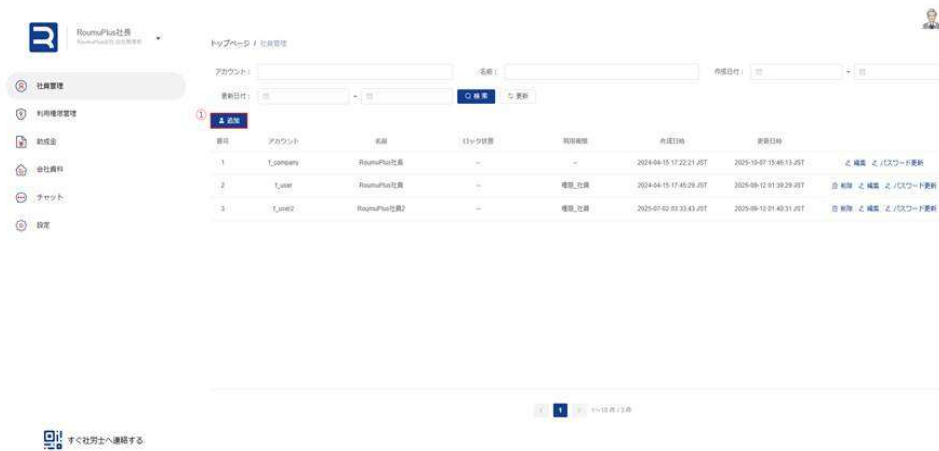 RoumuPlus社長
トップページ / 社員管理
社員管理
利用権限管理
助成金
会社資料
チャット
設定
アカウント：
名前：
作成日付： -
更新日付： -
検索
更新
①
追加
番号 アカウント 名前 ロック状態 利用権限 作成日時 更新日時
1 t_company RoumuPlus社長 -- -- 2024-04-15 17:22:21 JST 2025-10-07 15:46:13 JST 編集 パスワード更新
2 t_user RoumuPlus社員 -- 権限_社員 2024-04-15 17:45:29 JST 2025-09-12 01:39:29 JST 削除 編集 パスワード更新
3 t_user2 RoumuPlus社員2 -- 権限_社員 2025-07-02 03:33:43 JST 2025-09-12 01:40:31 JST 削除 編集 パスワード更新
1 1～10 件 / 3 件
すぐ社労士へ連絡する